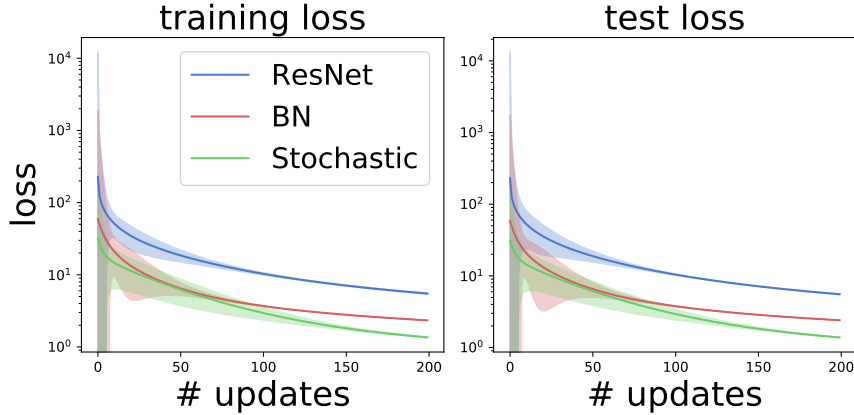 training loss
test loss
loss
10⁴
10³
10²
10¹
10⁰
ResNet
BN
Stochastic
0
50
100
150
200
# updates
10⁴
10³
10²
10¹
10⁰
0
50
100
150
200
# updates